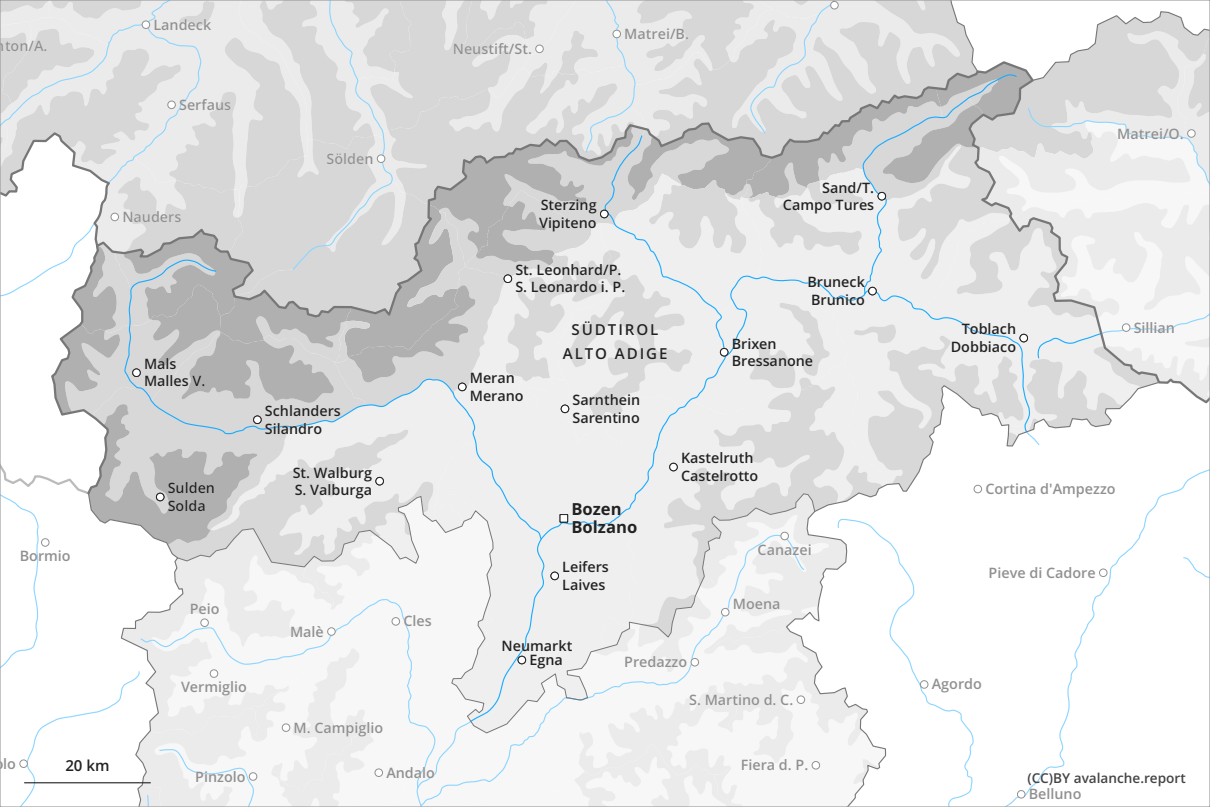 Landeck
Matrei/B.
nton/A.
Neustift/St.
Serfaus
Matrei/O.
Sölden
Sand/T.
Campo Tures
Sterzing
Vipiteno
Nauders
St. Leonhard/P.
S. Leonardo i. P.
Bruneck
Brunico
SÜDTIROL
ALTO ADIGE
Toblach
Dobbiaco
Sillian
Brixen
Bressanone
Mals
Malles V.
Meran
Merano
Sarnthein
Sarentino
Schlanders
Silandro
Kastelruth
Castelrotto
St. Walburg
S. Valburga
Sulden
Solda
Cortina d'Ampezzo
Bozen
Bolzano
Bormio
Canazei
Leifers
Laives
Pieve di Cadore
Peio
Moena
Malè
Cles
Neumarkt
Egna
Predazzo
Vermiglio
Agordo
S. Martino d. C.
M. Campiglio
olo
20 km
Pinzolo
Andalo
Fiera d. P.
(CC)BY avalanche.report
Belluno